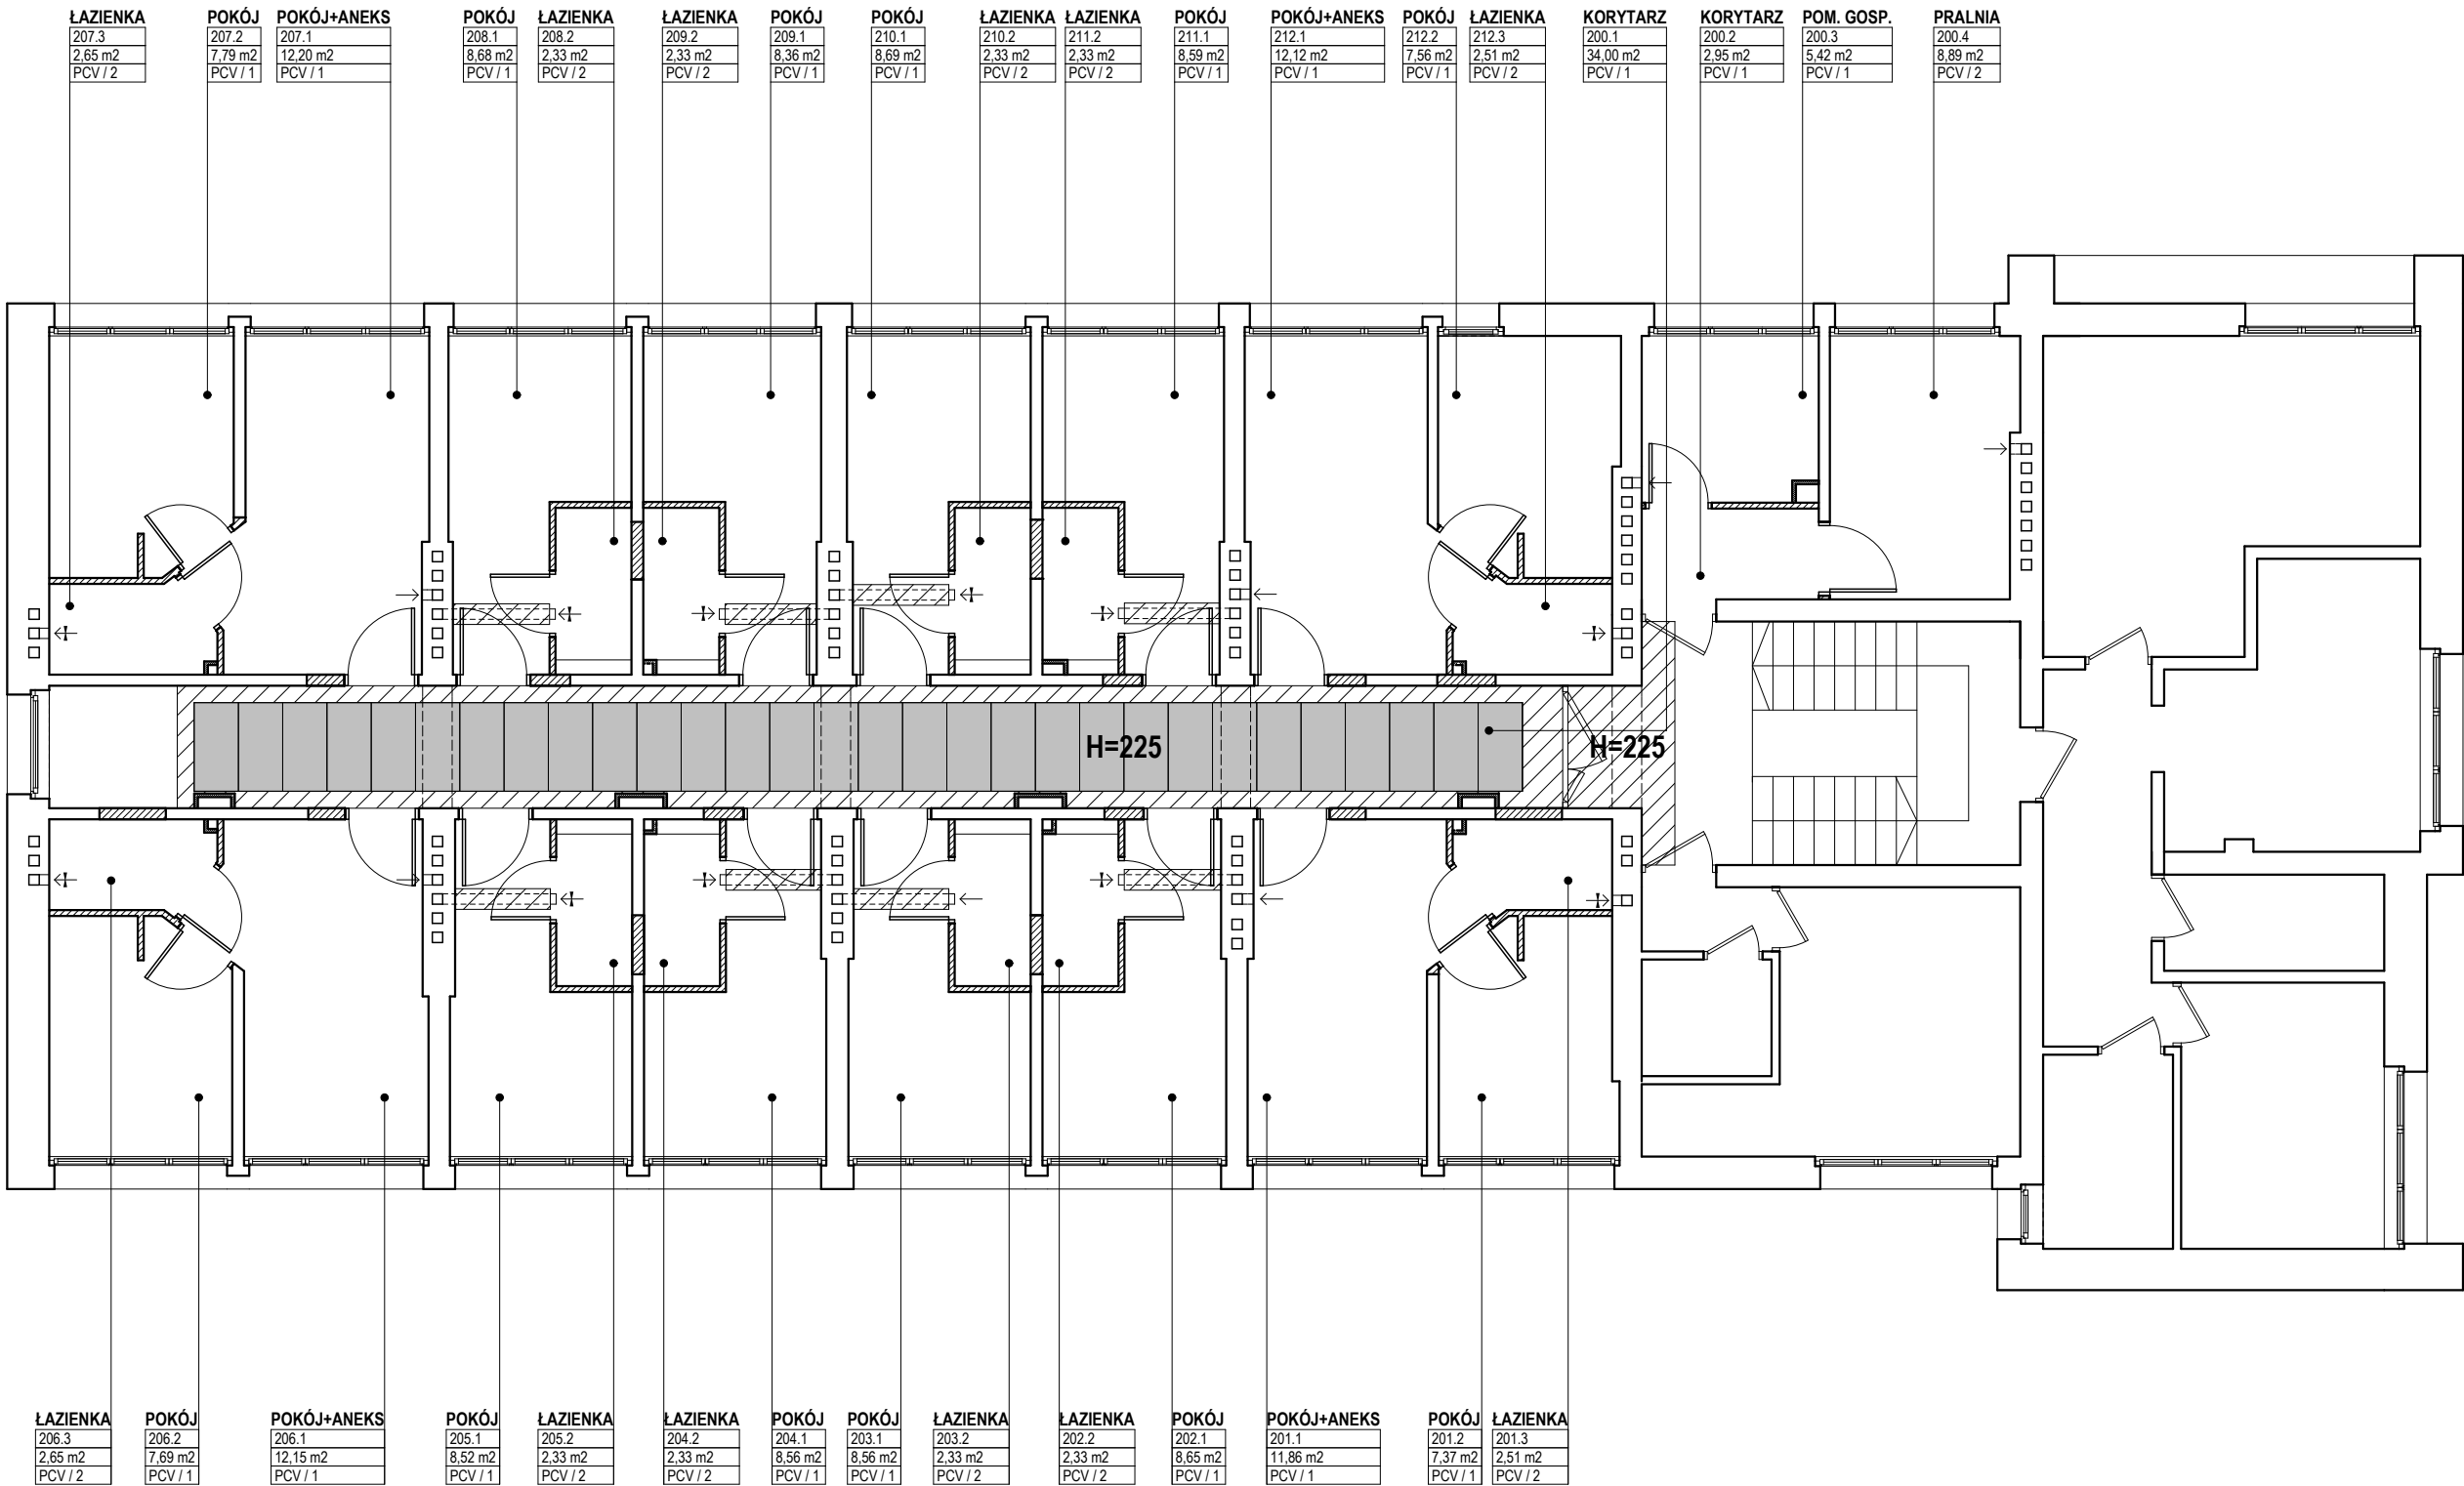 ŁAZIENKA
207.3
2,65 m2
PCV / 2
POKÓJ
207.2
7,79 m2
PCV / 1
POKÓJ+ANEKS
207.1
12,20 m2
PCV / 1
POKÓJ
208.1
8,68 m2
PCV / 1
ŁAZIENKA
208.2
2,33 m2
PCV / 2
ŁAZIENKA
209.2
2,33 m2
PCV / 2
POKÓJ
209.1
8,36 m2
PCV / 1
POKÓJ
210.1
8,69 m2
PCV / 1
ŁAZIENKA
210.2
2,33 m2
PCV / 2
ŁAZIENKA
211.2
2,33 m2
PCV / 2
POKÓJ
211.1
8,59 m2
PCV / 1
POKÓJ+ANEKS
212.1
12,12 m2
PCV / 1
POKÓJ
212.2
7,56 m2
PCV / 1
ŁAZIENKA
212.3
2,51 m2
PCV / 2
KORYTARZ
200.1
34,00 m2
PCV / 1
KORYTARZ
200.2
2,95 m2
PCV / 1
POM. GOSP.
200.3
5,42 m2
PCV / 1
PRALNIA
200.4
8,89 m2
PCV / 2
H=225
H=225
ŁAZIENKA
206.3
2,65 m2
PCV / 2
POKÓJ
206.2
7,69 m2
PCV / 1
POKÓJ+ANEKS
206.1
12,15 m2
PCV / 1
POKÓJ
205.1
8,52 m2
PCV / 1
ŁAZIENKA
205.2
2,33 m2
PCV / 2
ŁAZIENKA
204.2
2,33 m2
PCV / 2
POKÓJ
204.1
8,56 m2
PCV / 1
POKÓJ
203.1
8,56 m2
PCV / 1
ŁAZIENKA
203.2
2,33 m2
PCV / 2
ŁAZIENKA
202.2
2,33 m2
PCV / 2
POKÓJ
202.1
8,65 m2
PCV / 1
POKÓJ+ANEKS
201.1
11,86 m2
PCV / 1
POKÓJ
201.2
7,37 m2
PCV / 1
ŁAZIENKA
201.3
2,51 m2
PCV / 2